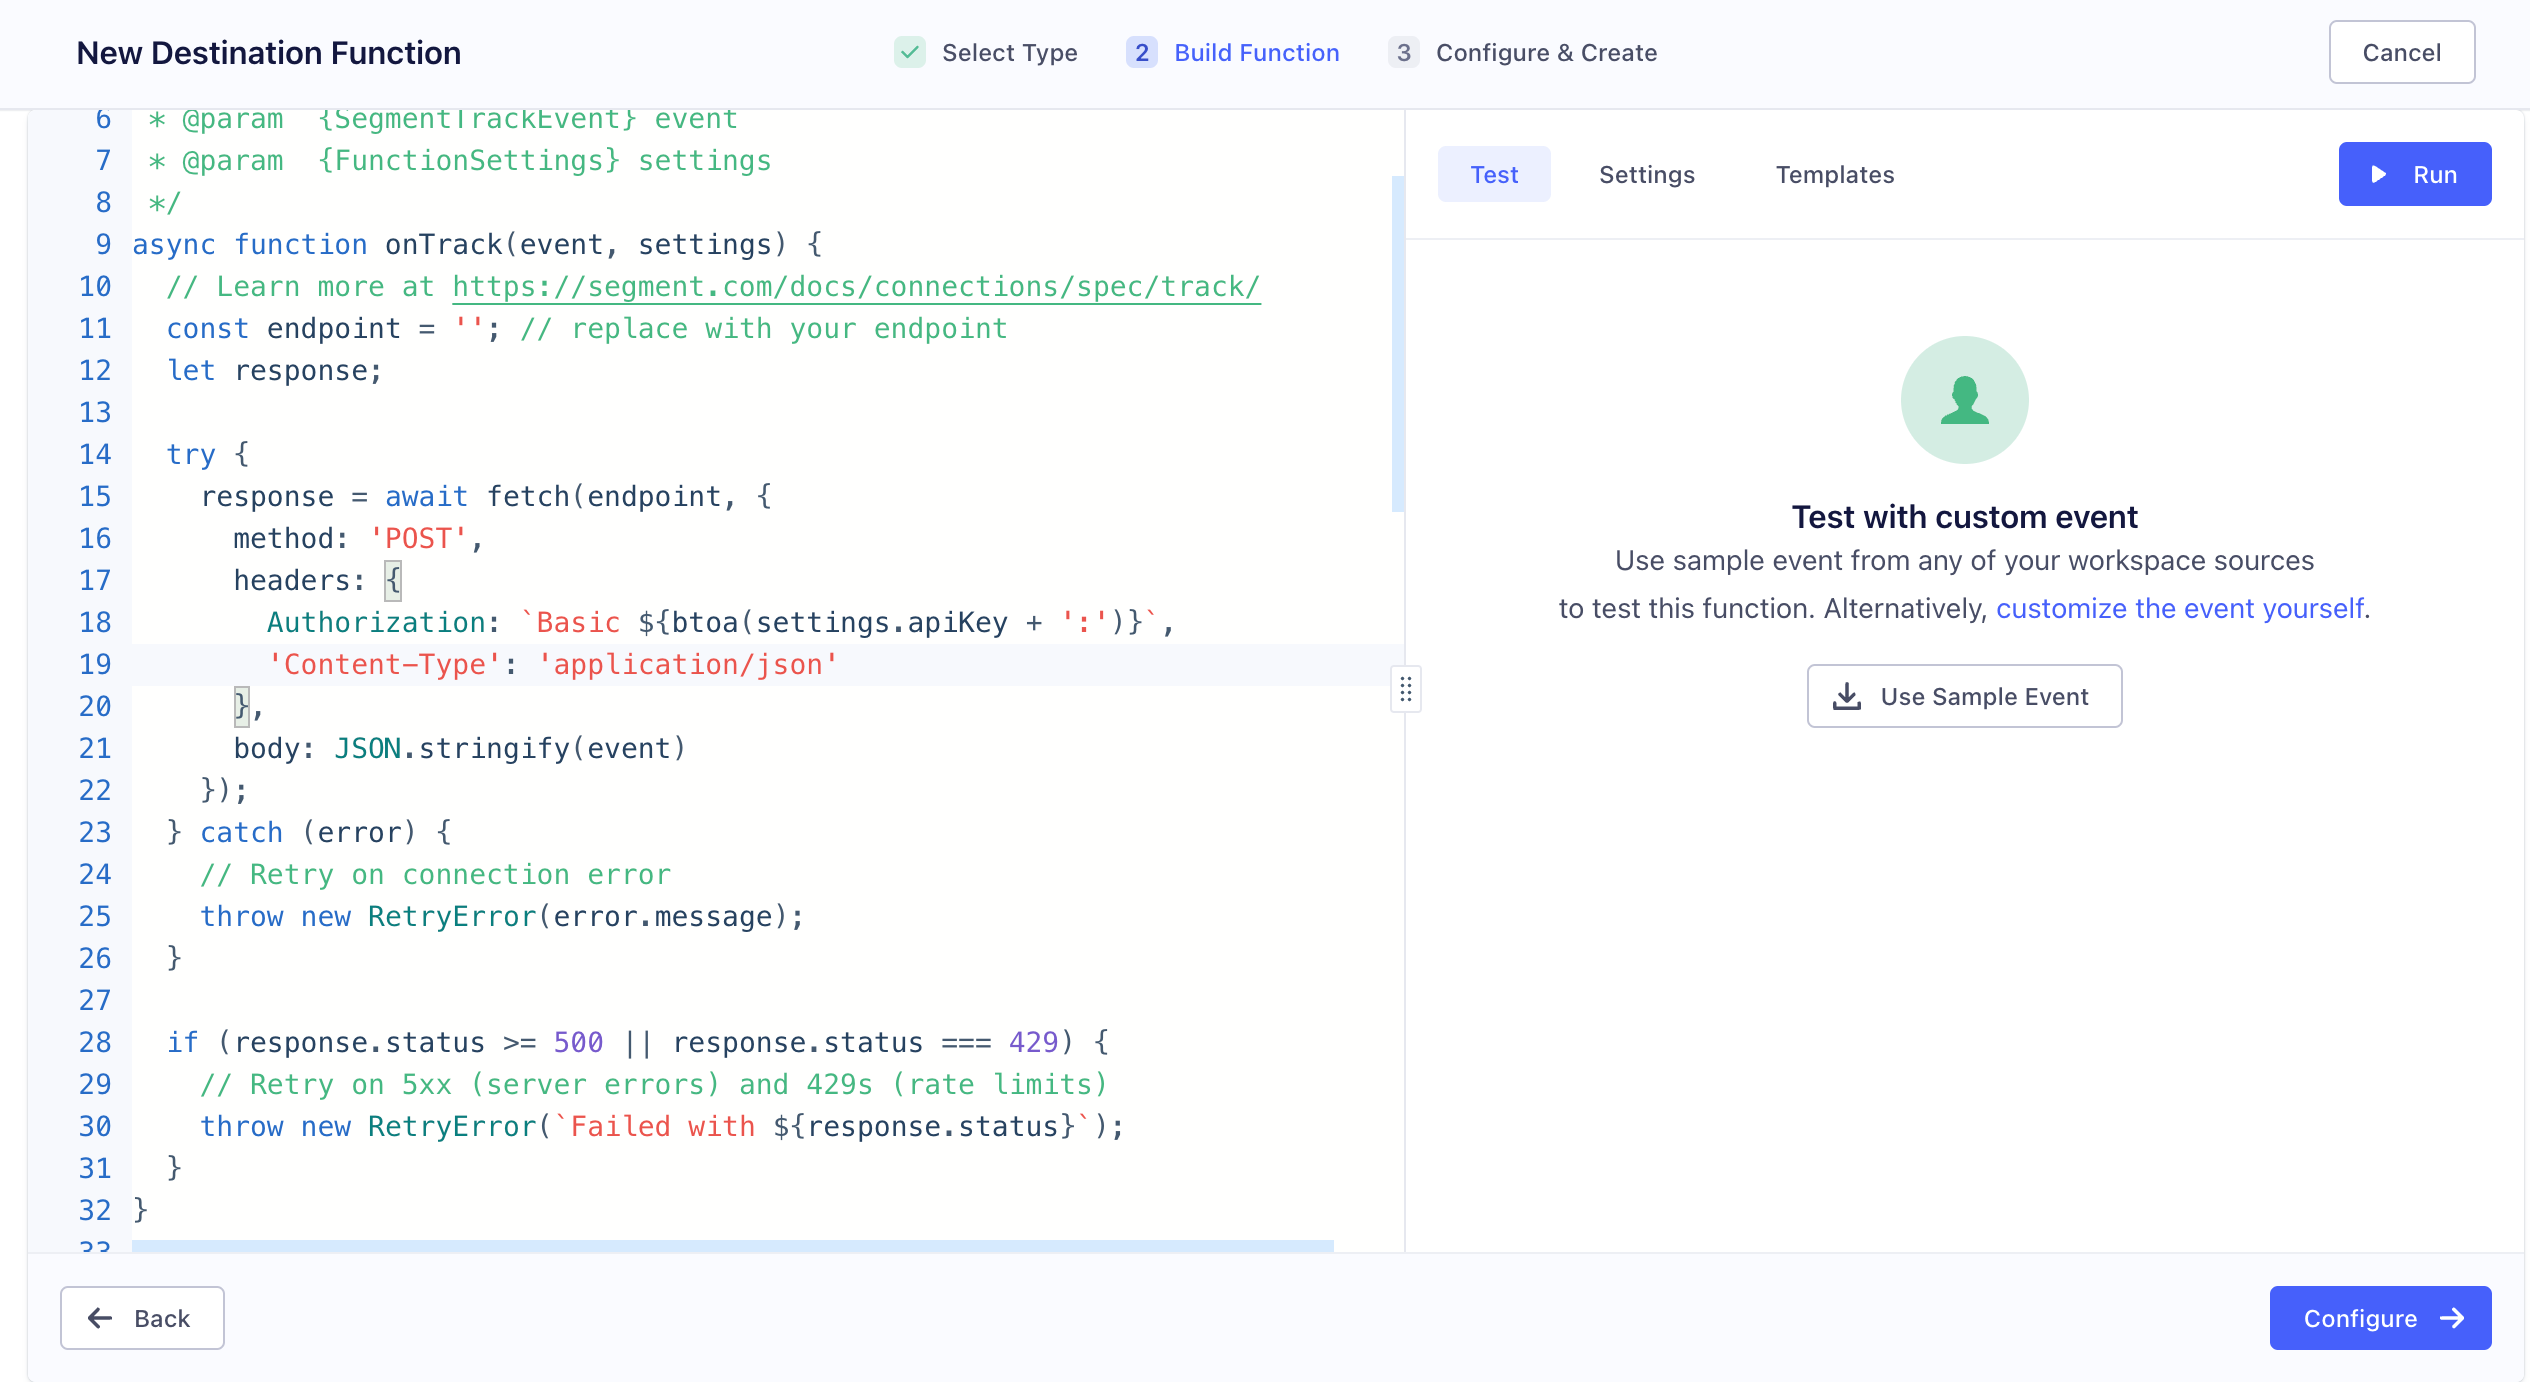 New Destination Function
Select Type
2 Build Function
3 Configure & Create
Cancel
6 * @param {SegmentTrackEvent} event
7 * @param {FunctionSettings} settings
8 */
9 async function onTrack(event, settings) {
10 // Learn more at https://segment.com/docs/connections/spec/track/
11 const endpoint = ''; // replace with your endpoint
12 let response;
13
14 try {
15 response = await fetch(endpoint, {
16 method: 'POST',
17 headers: {
18 Authorization: `Basic ${btoa(settings.apiKey + ':')}`,
19 'Content-Type': 'application/json'
20 },
21 body: JSON.stringify(event)
22 });
23 } catch (error) {
24 // Retry on connection error
25 throw new RetryError(error.message);
26 }
27
28 if (response.status >= 500 || response.status === 429) {
29 // Retry on 5xx (server errors) and 429s (rate limits)
30 throw new RetryError(`Failed with ${response.status}`);
31 }
32 }
33
Test
Settings
Templates
Run
Test with custom event
Use sample event from any of your workspace sources
to test this function. Alternatively, customize the event yourself.
Use Sample Event
Back
Configure